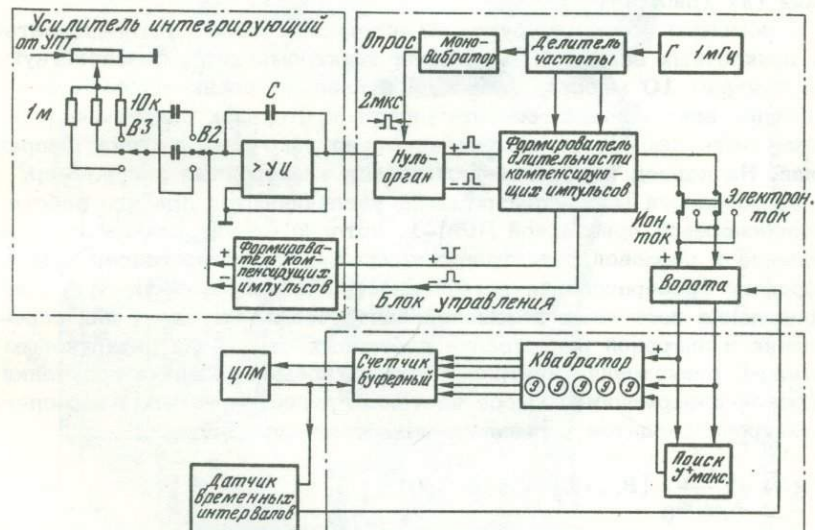 Усилитель интегрирующий
от УПТ
1м
10к
В3
В2
С
УИ
Формирова-
тель ком-
пенсирущих
импульсов
+
−
Опрос
Моно-
вибратор
Делитель
частоты
Г 1мГц
2мкс
Нуль-
орган
+
−
Формирователь
длительности
компенсирую-
щих импульсов
Электрон.
ток
Ион.
ток
+
−
Ворота
+
−
Блок управления
ЦПМ
Счетчик
буферный
Квадратор
Э Э Э Э Э
+
−
Поиск
У⁺макс.
Датчик
временных
интервалов